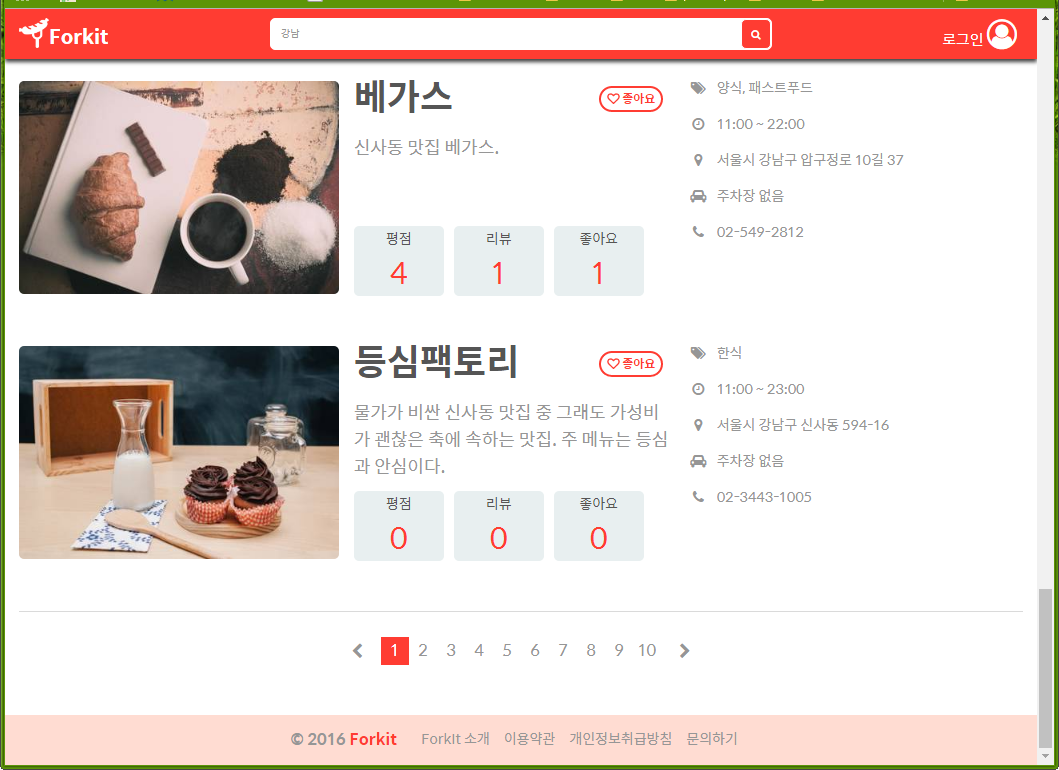 Forkit
강남
로그인
베가스
좋아요
신사동 맛집 베가스.
평점
리뷰
좋아요
4
1
1
양식, 패스트푸드
11:00 ~ 22:00
서울시 강남구 압구정로 10길 37
주차장 없음
02-549-2812
등심팩토리
좋아요
물가가 비싼 신사동 맛집 중 그래도 가성비
가 괜찮은 축에 속하는 맛집. 주 메뉴는 등심
과 안심이다.
평점
리뷰
좋아요
0
0
0
한식
11:00 ~ 23:00
서울시 강남구 신사동 594-16
주차장 없음
02-3443-1005
1 2 3 4 5 6 7 8 9 10
© 2016 Forkit ForkIt 소개 이용약관 개인정보취급방침 문의하기